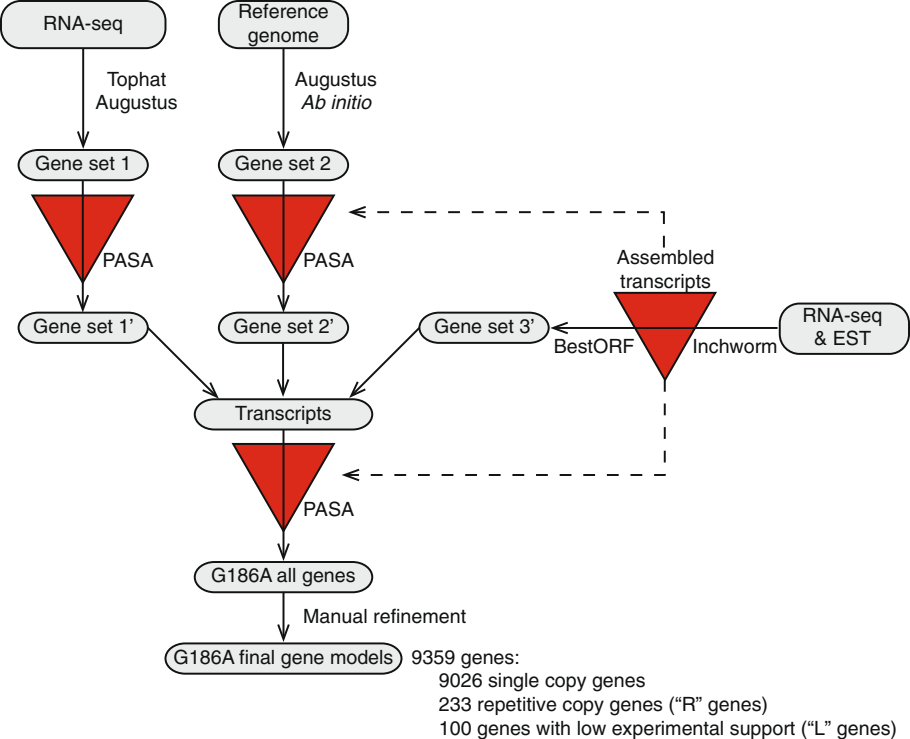 RNA-seq
Reference
genome
Tophat
Augustus
Augustus
Ab initio
Gene set 1
Gene set 2
PASA
PASA
Assembled
transcripts
Gene set 1'
Gene set 2'
Gene set 3'
BestORF
Inchworm
RNA-seq
& EST
Transcripts
PASA
G186A all genes
Manual refinement
G186A final gene models
9359 genes:
9026 single copy genes
233 repetitive copy genes (“R” genes)
100 genes with low experimental support (“L” genes)